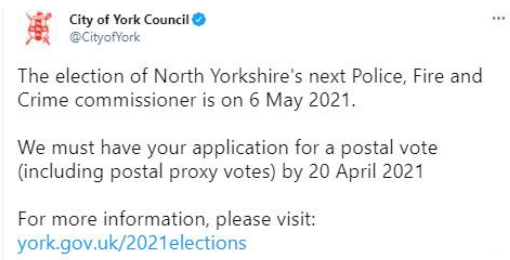 City of York Council
@CityofYork
The election of North Yorkshire's next Police, Fire and
Crime commissioner is on 6 May 2021.
We must have your application for a postal vote
(including postal proxy votes) by 20 April 2021
For more information, please visit:
york.gov.uk/2021elections